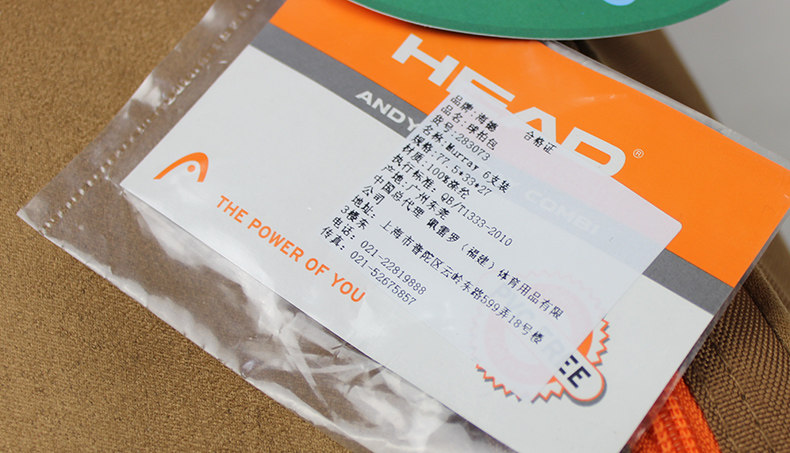 HEAD®
ANDY
COMBI
品牌:海德 合格证
品名:球拍包
货号:283073
名称:Murray 6支装
规格:77.5*33*27
材质:100%涤纶
执行标准:QB/T1333-2010
产地:广州东莞
中国总代理 佩雷罗(福建)体育用品有限
公司
地址: 上海市普陀区云岭东路599弄18号楼
3楼东
电话: 021-22819888
传真: 021-52675857
THE POWER OF YOU